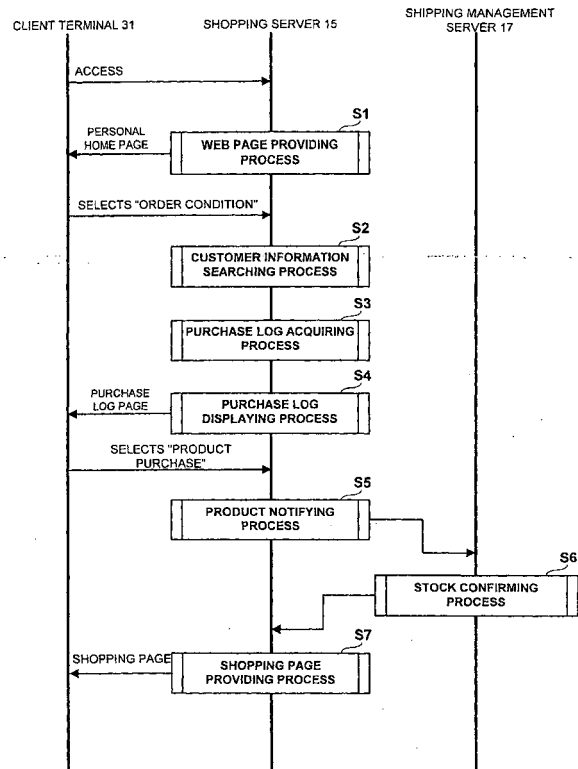 CLIENT TERMINAL 31
SHOPPING SERVER 15
SHIPPING MANAGEMENT
SERVER 17
ACCESS
S1
PERSONAL
HOME PAGE
WEB PAGE PROVIDING
PROCESS
SELECTS "ORDER CONDITION"
S2
CUSTOMER INFORMATION
SEARCHING PROCESS
S3
PURCHASE LOG ACQUIRING
PROCESS
S4
PURCHASE
LOG PAGE
PURCHASE LOG
DISPLAYING PROCESS
SELECTS "PRODUCT
PURCHASE"
S5
PRODUCT NOTIFYING
PROCESS
S6
STOCK CONFIRMING
PROCESS
S7
SHOPPING PAGE
SHOPPING PAGE
PROVIDING PROCESS